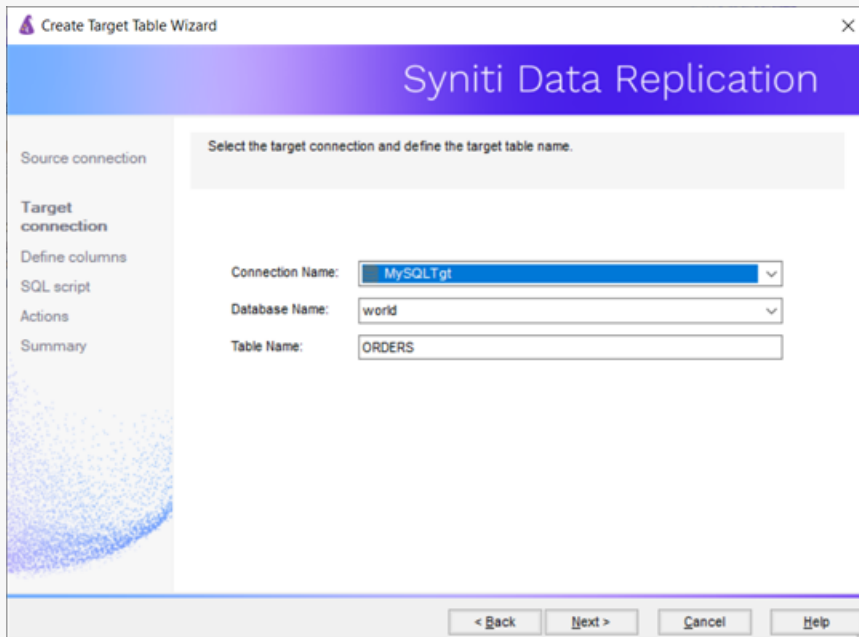 Create Target Table Wizard
Syniti Data Replication
Source connection
Target
connection
Define columns
SQL script
Actions
Summary
Select the target connection and define the target table name.
Connection Name: MySQLTgt
Database Name: world
Table Name: ORDERS
< Back Next > Cancel Help